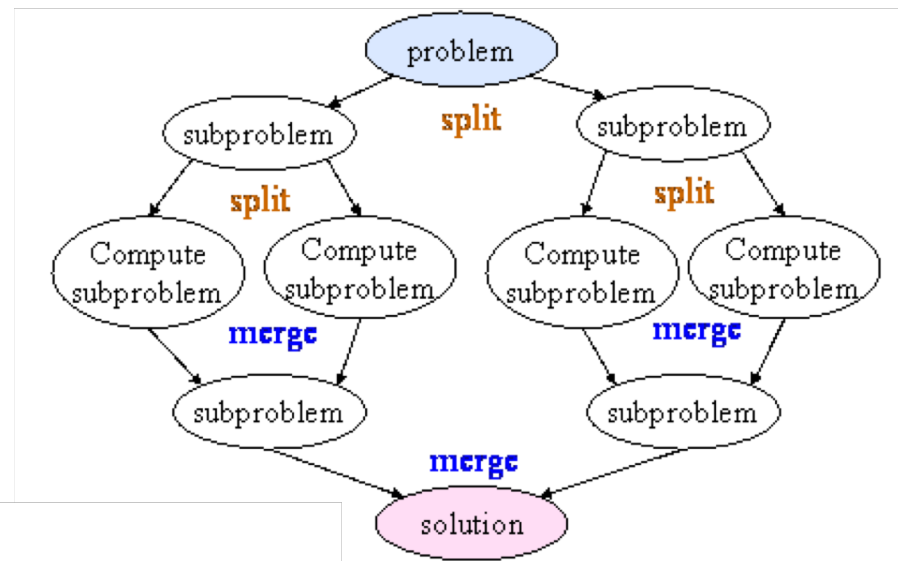 problem
split
subproblem
subproblem
split
split
Compute
subproblem
Compute
subproblem
Compute
subproblem
Compute
subproblem
merge
merge
subproblem
subproblem
merge
solution